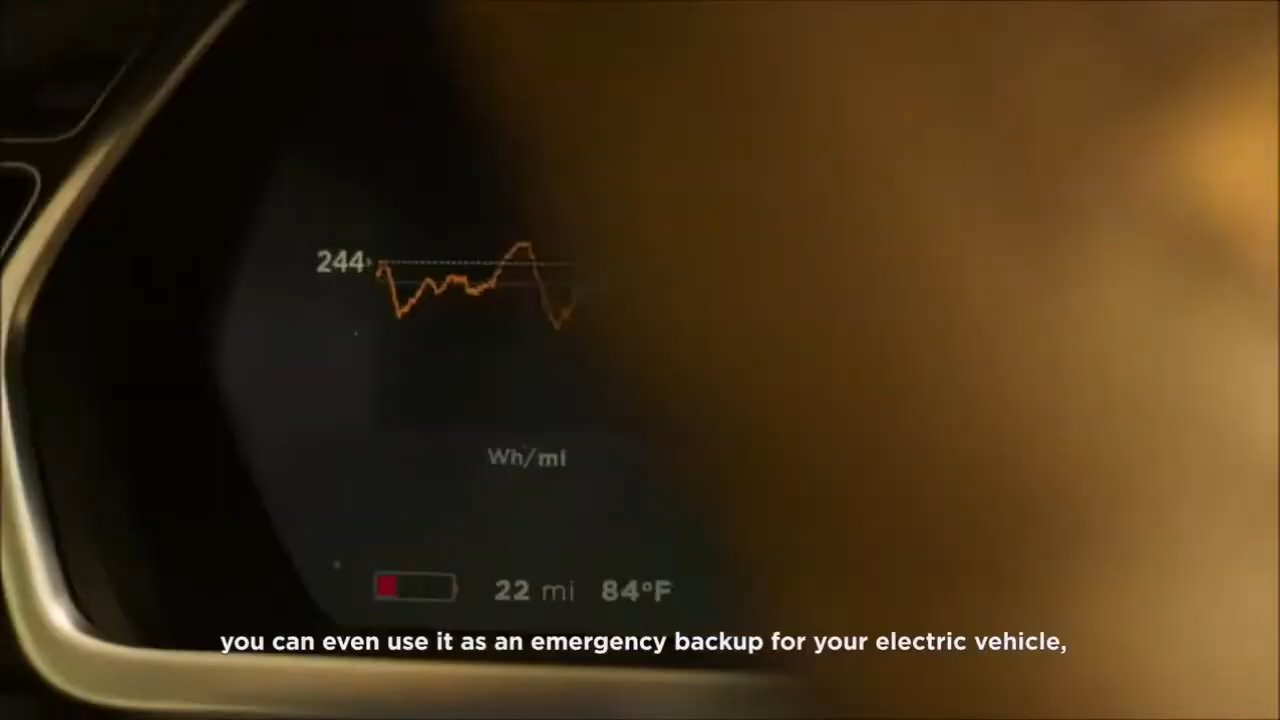 244
Wh/mi
22 mi 84°F
you can even use it as an emergency backup for your electric vehicle,